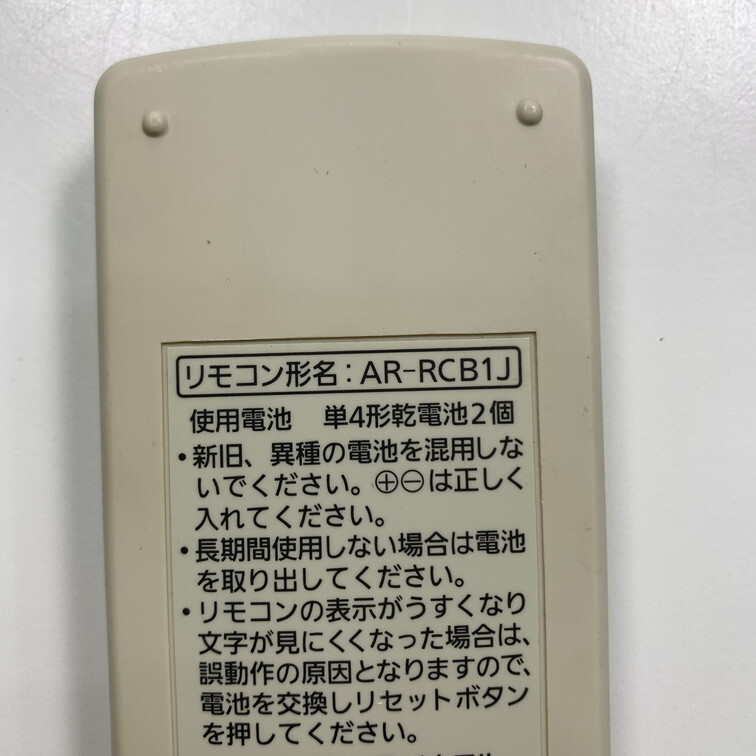 リモコン形名：AR-RCB1J
使用電池　単4形乾電池2個
・新旧、異種の電池を混用しな
いでください。⊕⊖は正しく
入れてください。
・長期間使用しない場合は電池
を取り出してください。
・リモコンの表示がうすくなり
文字が見にくくなった場合は、
誤動作の原因となりますので、
電池を交換しリセットボタン
を押してください。